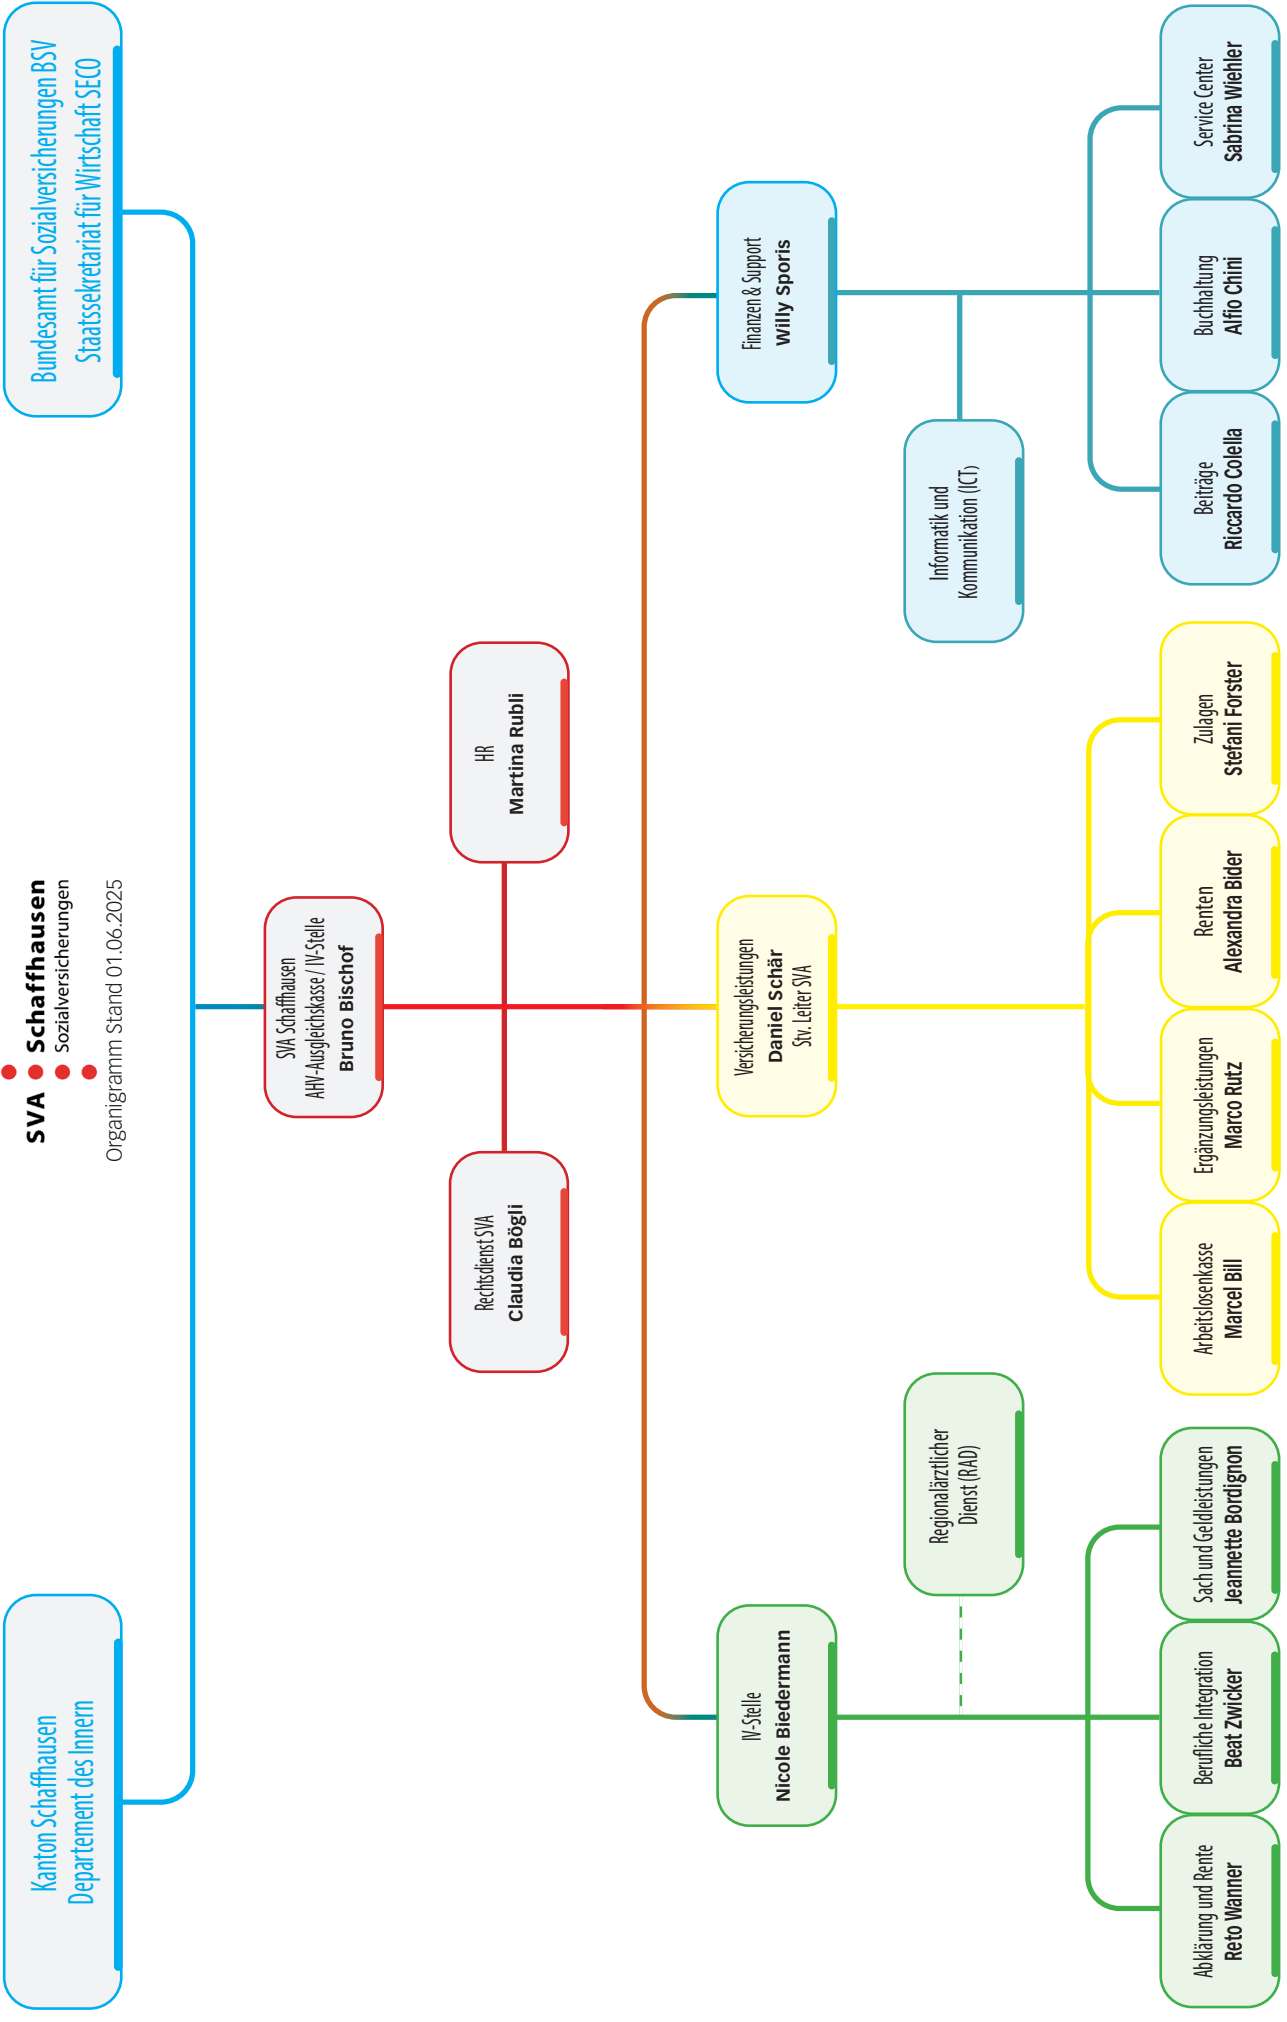 SVA Schaffhausen
Sozialversicherungen
Organigramm Stand 01.06.2025
Kanton Schaffhausen
Departement des Innern
Bundesamt für Sozialversicherungen BSV
Staatssekretariat für Wirtschaft SECO
SVA Schaffhausen
AHV-Ausgleichskasse / IV-Stelle
Bruno Bischof
Rechtsdienst SVA
Claudia Bögli
HR
Martina Rubli
IV-Stelle
Nicole Biedermann
Versicherungsleistungen
Daniel Schär
Stv. Leiter SVA
Finanzen & Support
Willy Sporis
Regionalärztlicher
Dienst (RAD)
Informatik und
Kommunikation (ICT)
Abklärung und Rente
Reto Wanner
Berufliche Integration
Beat Zwicker
Sach und Geldleistungen
Jeannette Bordignon
Arbeitslosenkasse
Marcel Bill
Ergänzungsleistungen
Marco Rutz
Renten
Alexandra Bider
Zulagen
Stefani Forster
Beiträge
Riccardo Colella
Buchhaltung
Alfio Chini
Service Center
Sabrina Wiehler